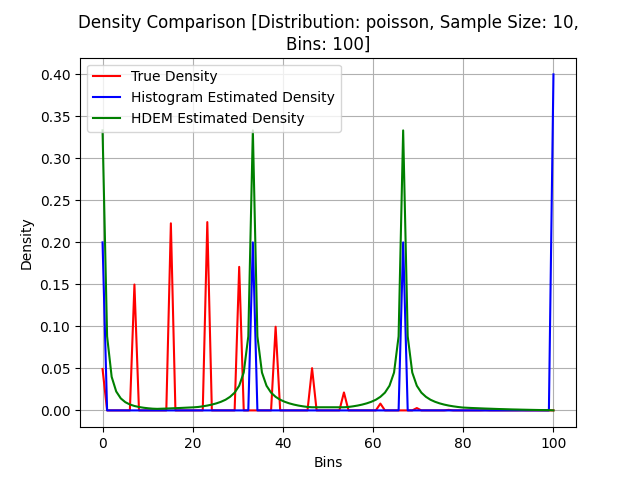 Density Comparison [Distribution: poisson, Sample Size: 10,
Bins: 100]
True Density
Histogram Estimated Density
HDEM Estimated Density
Density
0.40
0.35
0.30
0.25
0.20
0.15
0.10
0.05
0.00
0 20 40 60 80 100
Bins